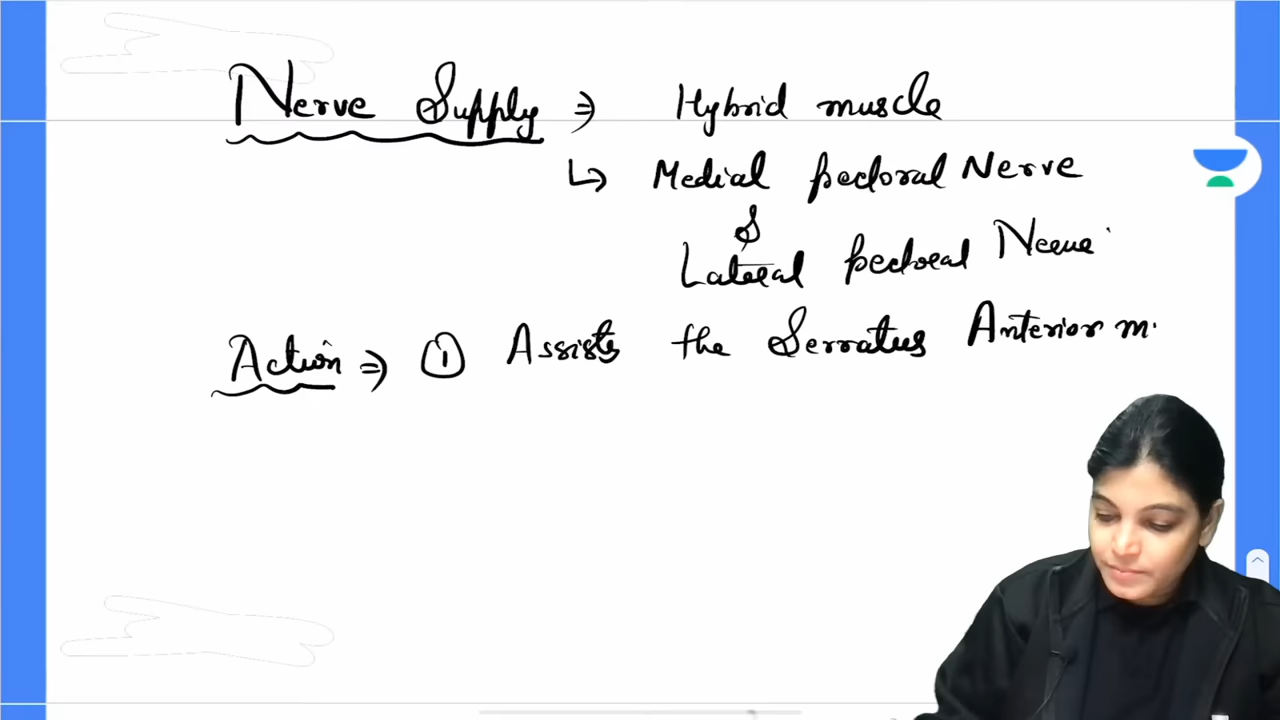 Nerve Supply ⇒ Hybrid muscle
↳ Medial pectoral Nerve
&
Lateral pectoral Nerve
Action ⇒ ① Assists the Serratus Anterior m.